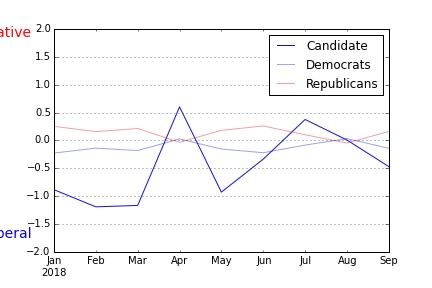 ative
2.0
1.5
1.0
0.5
0.0
−0.5
−1.0
−1.5
−2.0
beral
Candidate
Democrats
Republicans
Jan Feb Mar Apr May Jun Jul Aug Sep
2018